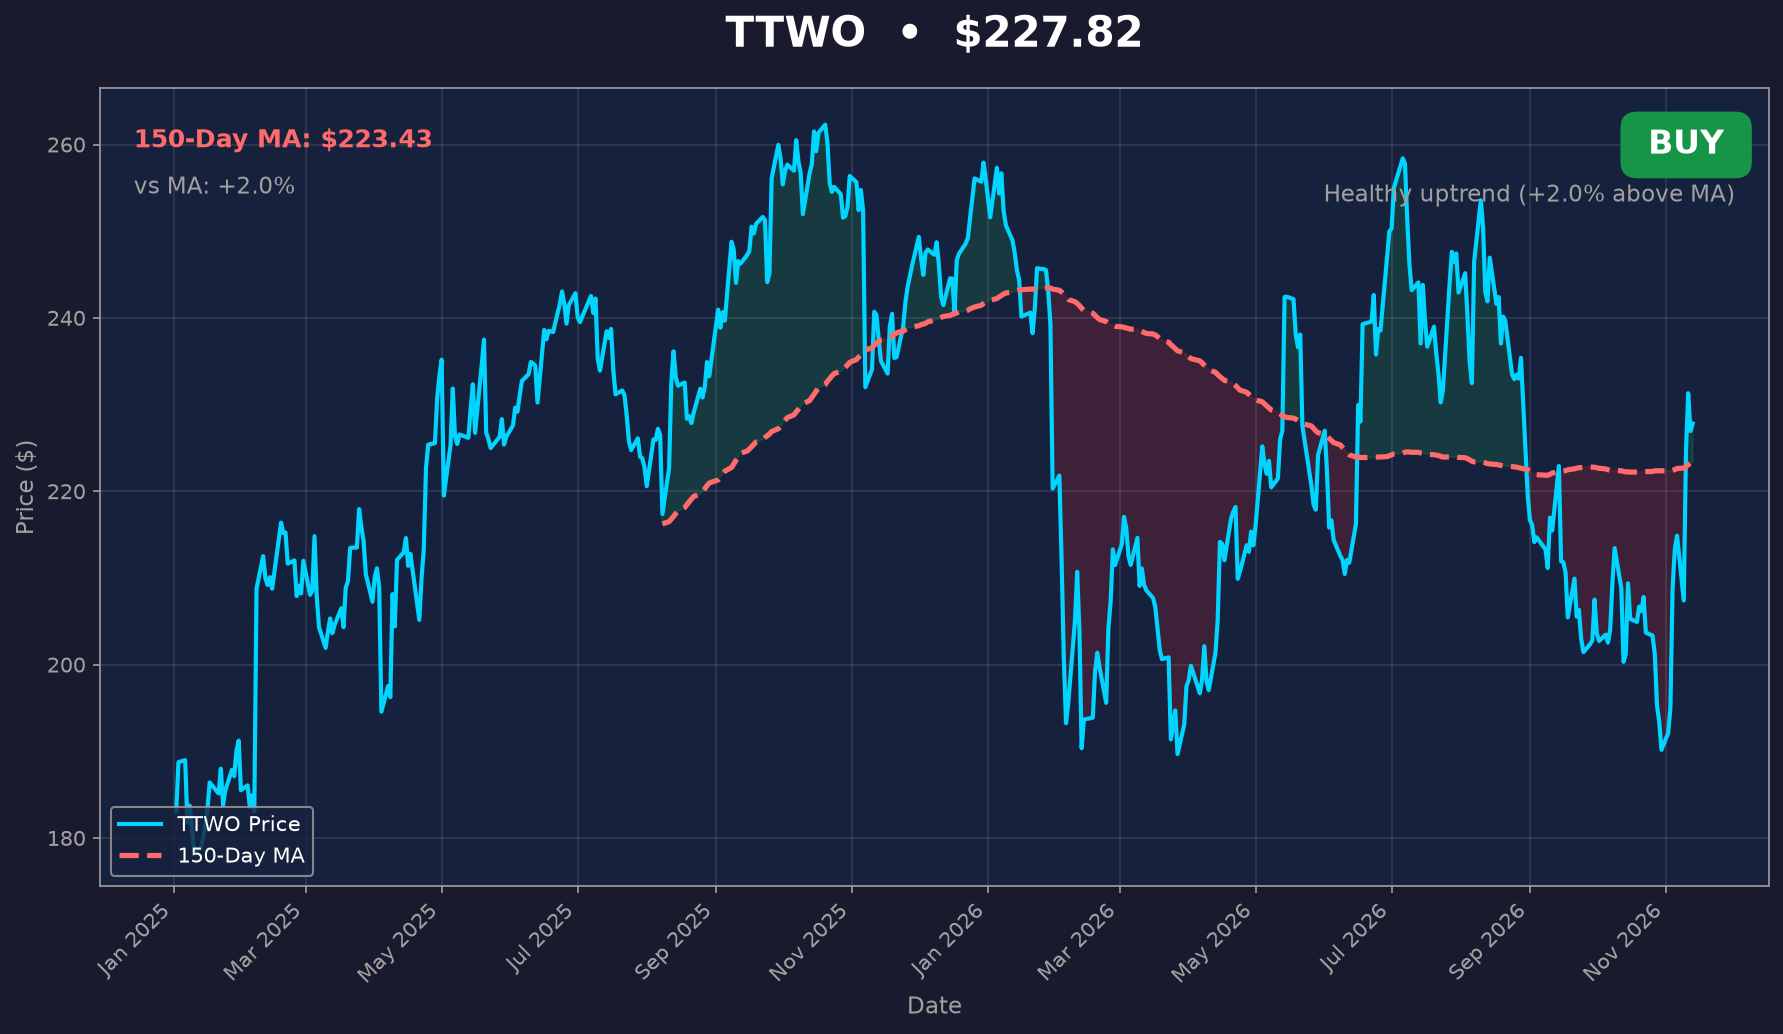 TTWO • $227.82
150-Day MA: $223.43
vs MA: +2.0%
BUY
Healthy uptrend (+2.0% above MA)
260
240
220
200
180
Price ($)
TTWO Price
150-Day MA
Jan 2025
Mar 2025
May 2025
Jul 2025
Sep 2025
Nov 2025
Jan 2026
Mar 2026
May 2026
Jul 2026
Sep 2026
Nov 2026
Date